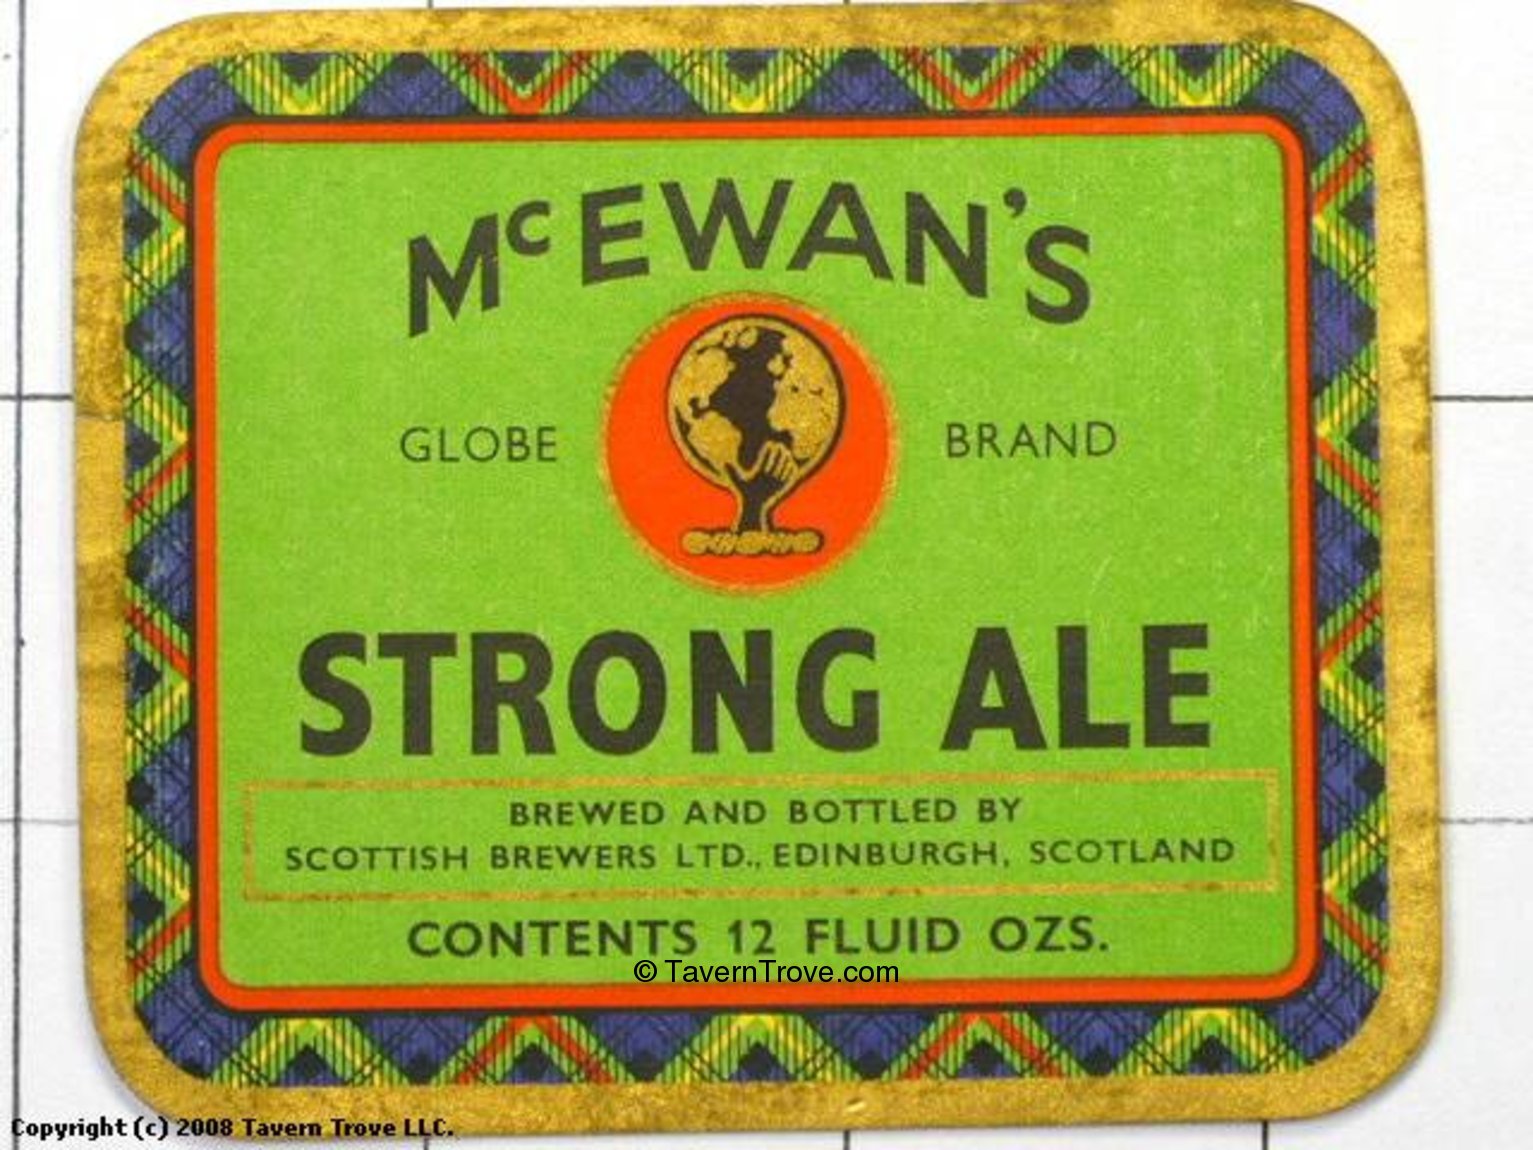 McEWAN'S
GLOBE BRAND
STRONG ALE
BREWED AND BOTTLED BY
SCOTTISH BREWERS LTD., EDINBURGH, SCOTLAND
CONTENTS 12 FLUID OZS.
© TavernTrove.com
Copyright (c) 2008 Tavern Trove LLC.